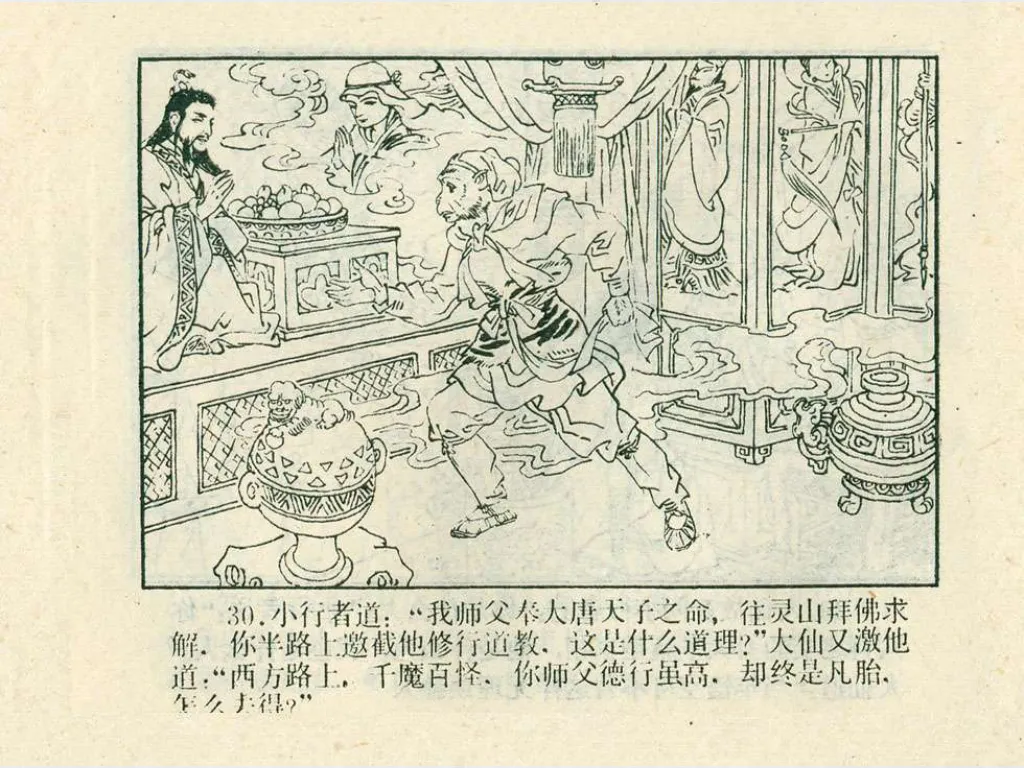 30.小行者道：“我师父奉大唐天子之命，往灵山拜佛求
解，你半路上邀截他修行道教，这是什么道理?”大仙又激他
道：“西方路上，千魔百怪，你师父德行虽高，却终是凡胎，
怎么去得?”